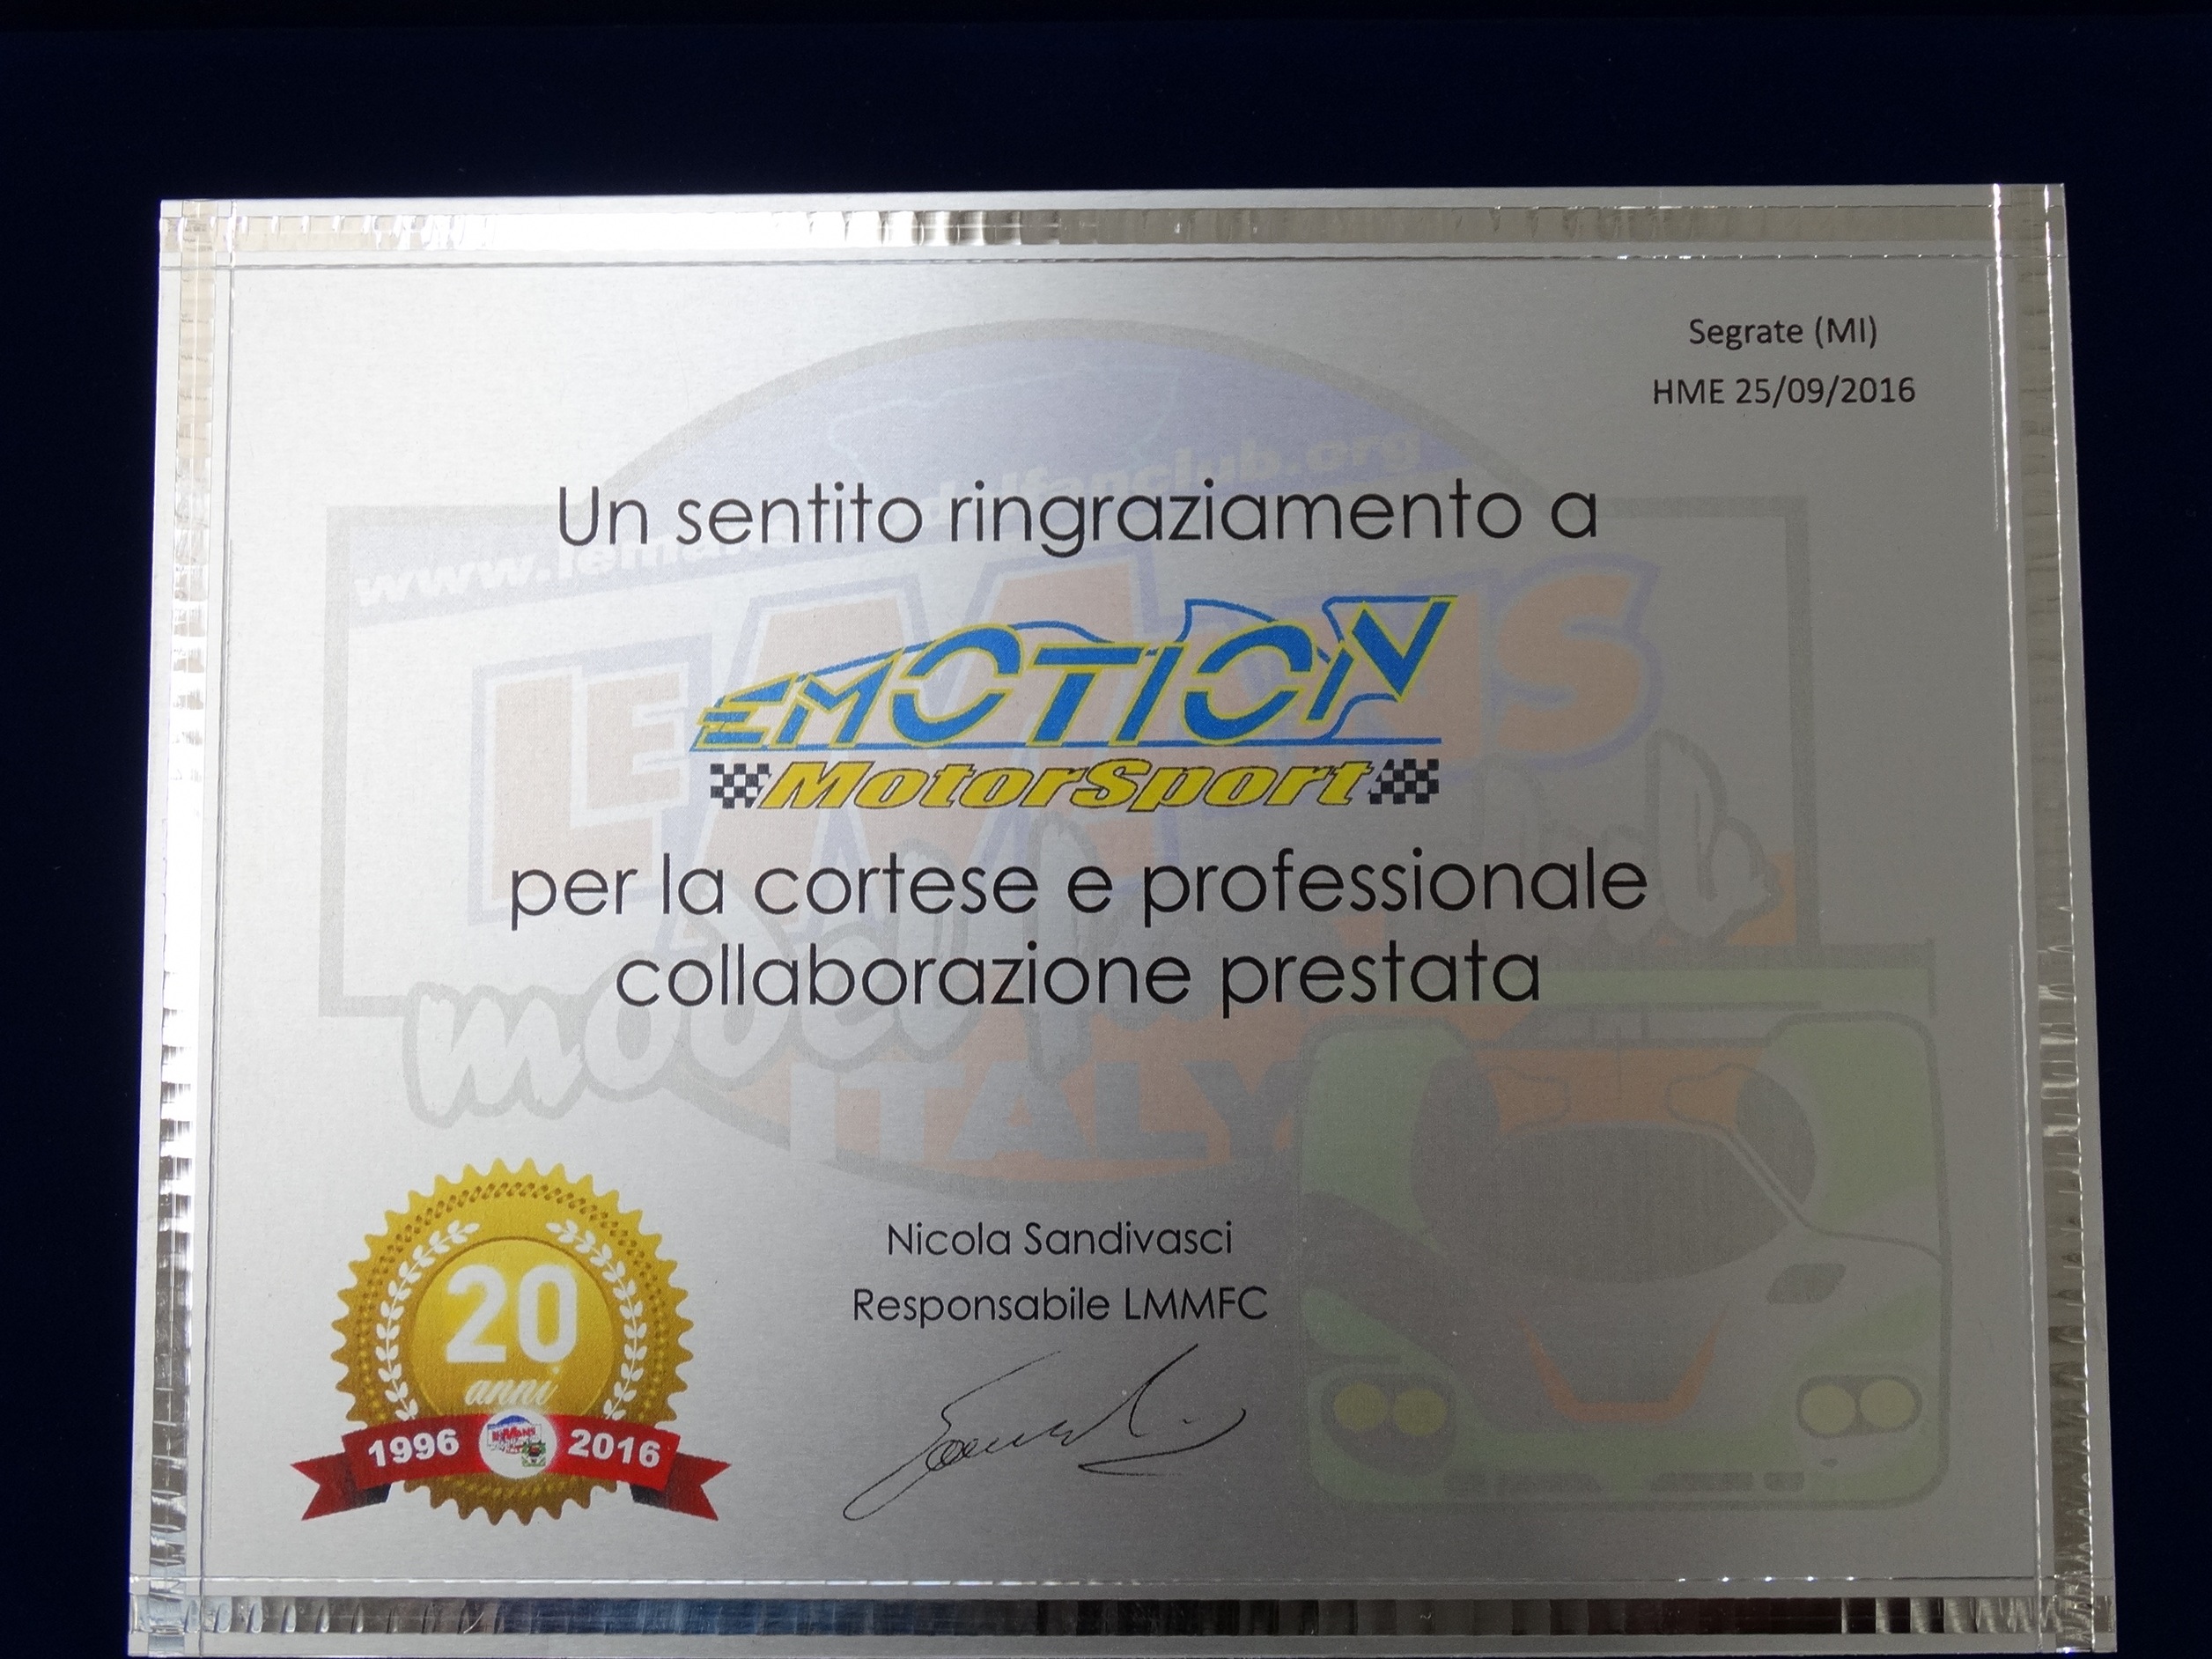 Segrate (MI)
HME 25/09/2016
Un sentito ringraziamento a
EMOTION
MotorSport
per la cortese e professionale
collaborazione prestata
Nicola Sandivasci
Responsabile LMMFC
20
anni
1996 2016
ITALY